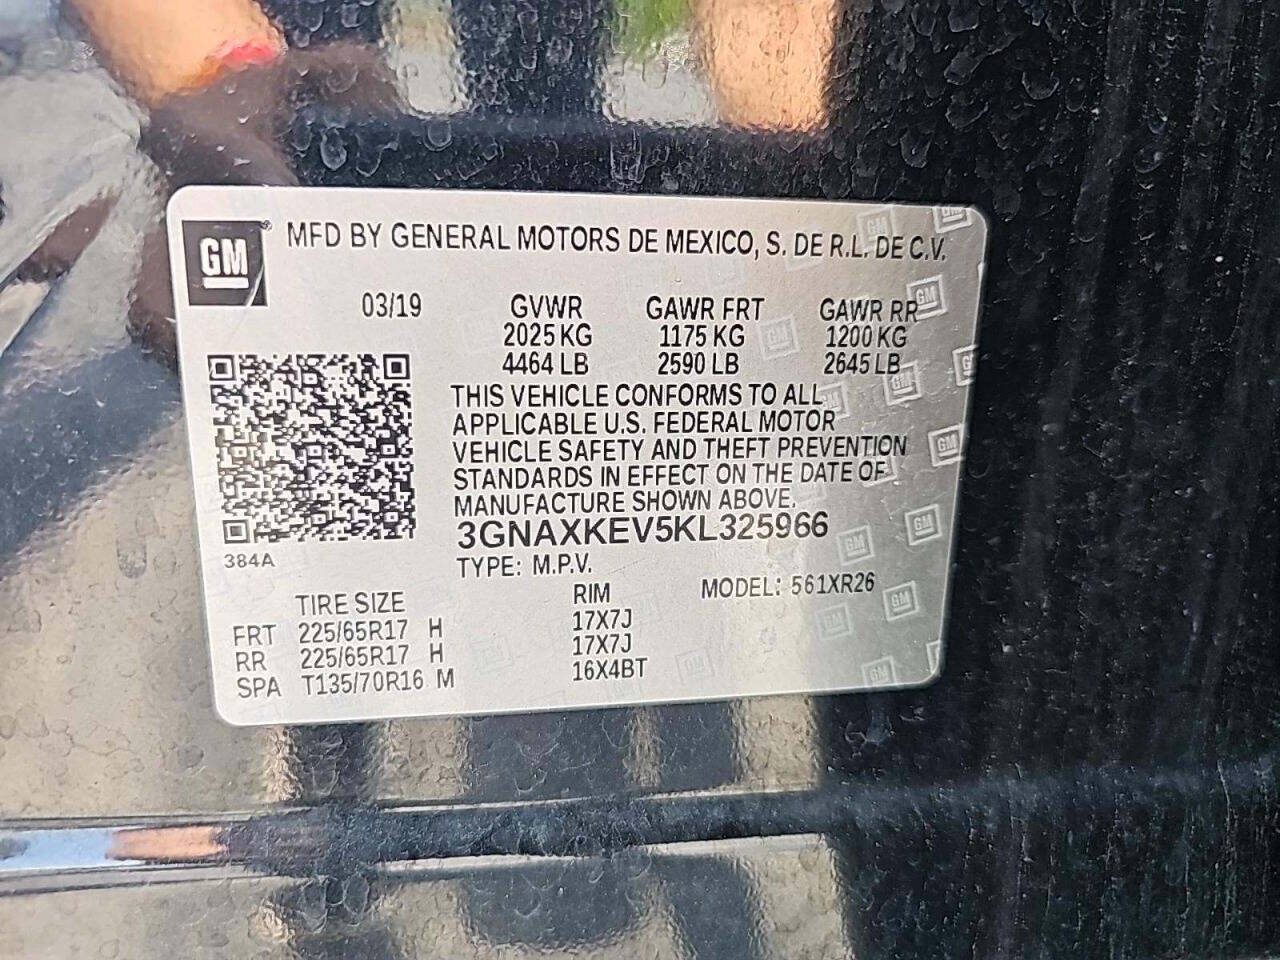 GM
MFD BY GENERAL MOTORS DE MEXICO, S. DE R.L. DE C.V.
03/19 GVWR GAWR FRT GAWR RR
2025 KG 1175 KG 1200 KG
4464 LB 2590 LB 2645 LB
THIS VEHICLE CONFORMS TO ALL
APPLICABLE U.S. FEDERAL MOTOR
VEHICLE SAFETY AND THEFT PREVENTION
STANDARDS IN EFFECT ON THE DATE OF
MANUFACTURE SHOWN ABOVE.
3GNAXKEV5KL325966
384A
TYPE: M.P.V.
TIRE SIZE RIM MODEL: 561XR26
FRT 225/65R17 H 17X7J
RR 225/65R17 H 17X7J
SPA T135/70R16 M 16X4BT